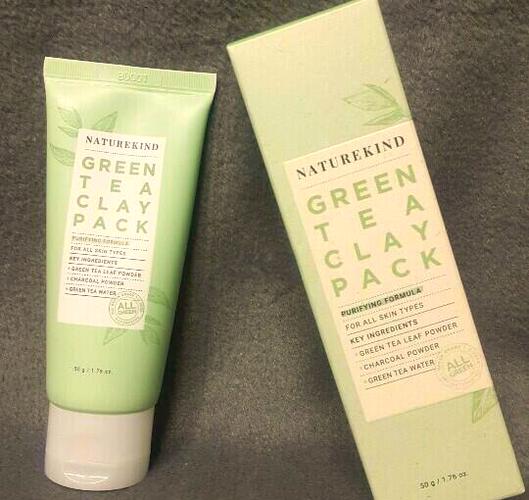 NATUREKIND
GREEN
TEA
CLAY
PACK
PURIFYING FORMULA
FOR ALL SKIN TYPES
KEY INGREDIENTS
• GREEN TEA LEAF POWDER
• CHARCOAL POWDER
• GREEN TEA WATER
ALL
GREEN
50 g / 1.76 oz.
NATUREKIND
GREEN
TEA
CLAY
PACK
PURIFYING FORMULA
FOR ALL SKIN TYPES
KEY INGREDIENTS
• GREEN TEA LEAF POWDER
• CHARCOAL POWDER
• GREEN TEA WATER
ALL
GREEN
50 g / 1.76 oz.